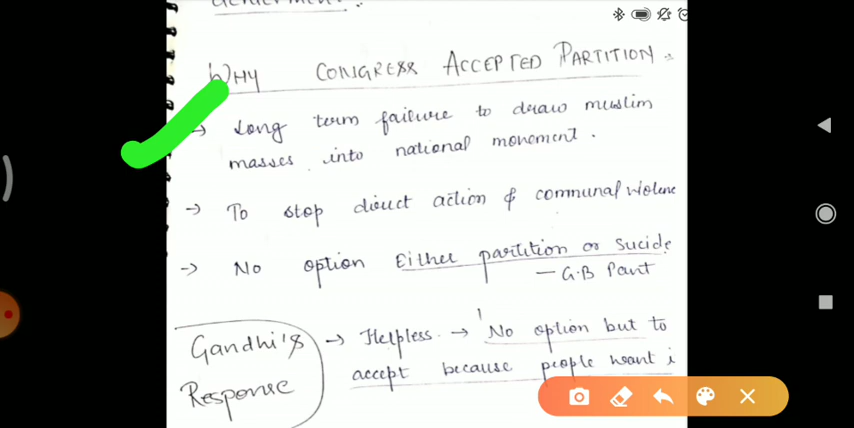 WHY CONGRESS ACCEPTED PARTITION.
→ Long term failure to draw muslim
masses into national movement.
→ To stop direct action & communal violenc
→ No option Either partition or Sucide
— G.B Pant
Gandhi's Response
→ Helpless. → 'No option but to
accept because people want i